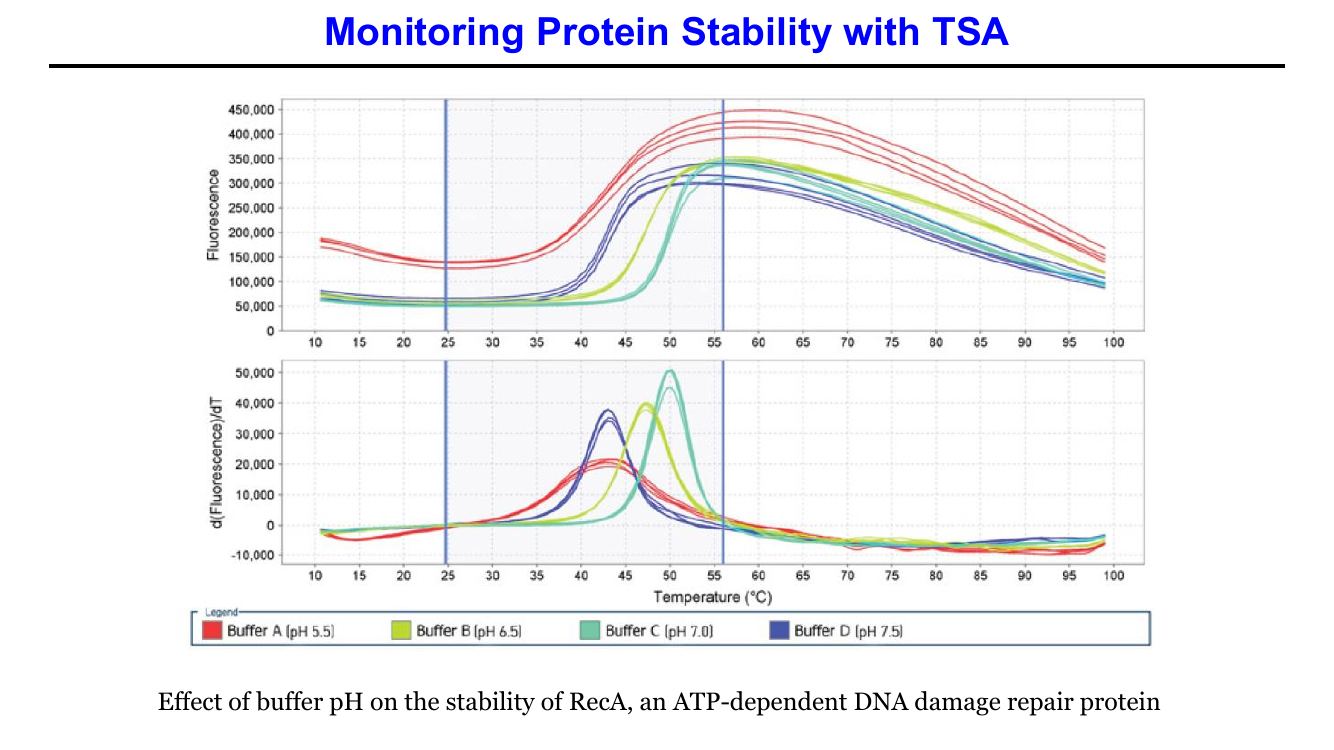 Monitoring Protein Stability with TSA
450,000
400,000
350,000
300,000
250,000
200,000
150,000
100,000
50,000
0
Fluorescence
10 15 20 25 30 35 40 45 50 55 60 65 70 75 80 85 90 95 100
50,000
40,000
30,000
20,000
10,000
0
-10,000
d(Fluorescence)/dT
10 15 20 25 30 35 40 45 50 55 60 65 70 75 80 85 90 95 100
Temperature (°C)
Legend
Buffer A (pH 5.5) Buffer B (pH 6.5) Buffer C (pH 7.0) Buffer D (pH 7.5)
Effect of buffer pH on the stability of RecA, an ATP-dependent DNA damage repair protein